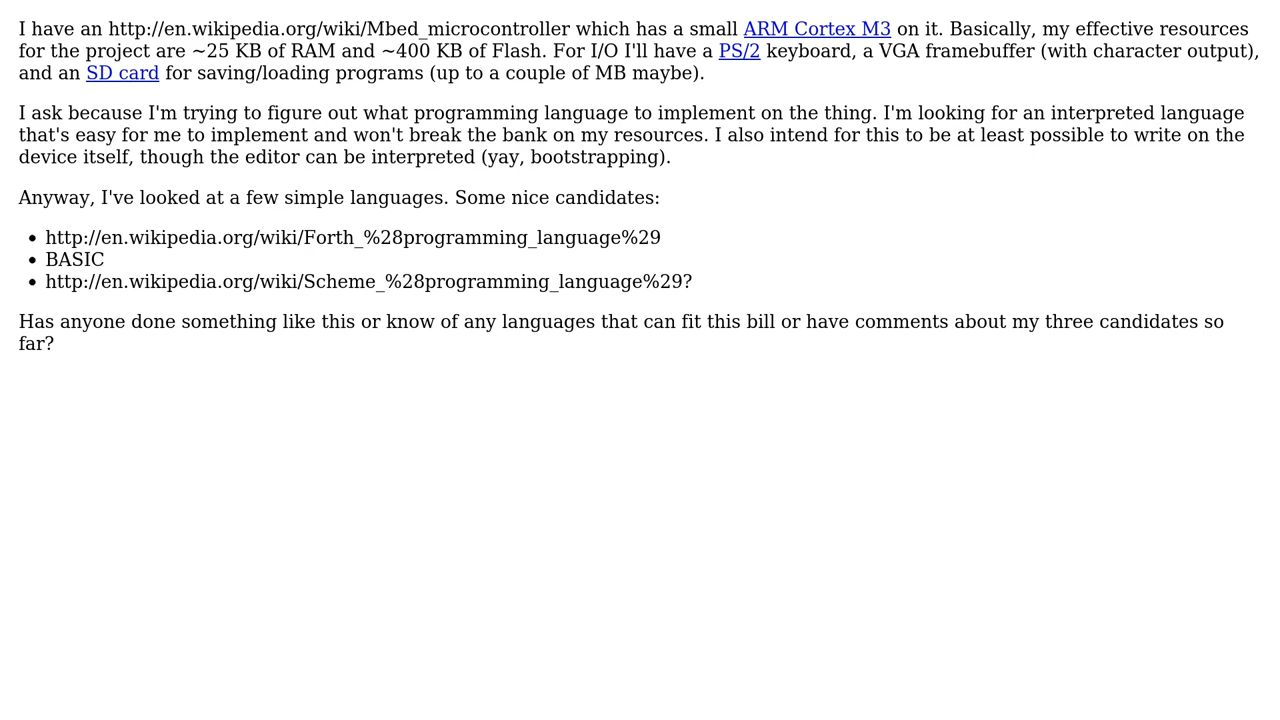 I have an http://en.wikipedia.org/wiki/Mbed_microcontroller which has a small ARM Cortex M3 on it. Basically, my effective resources
for the project are ~25 KB of RAM and ~400 KB of Flash. For I/O I'll have a PS/2 keyboard, a VGA framebuffer (with character output),
and an SD card for saving/loading programs (up to a couple of MB maybe).
I ask because I'm trying to figure out what programming language to implement on the thing. I'm looking for an interpreted language
that's easy for me to implement and won't break the bank on my resources. I also intend for this to be at least possible to write on the
device itself, though the editor can be interpreted (yay, bootstrapping).
Anyway, I've looked at a few simple languages. Some nice candidates:
• http://en.wikipedia.org/wiki/Forth_%28programming_language%29
• BASIC
• http://en.wikipedia.org/wiki/Scheme_%28programming_language%29?
Has anyone done something like this or know of any languages that can fit this bill or have comments about my three candidates so
far?